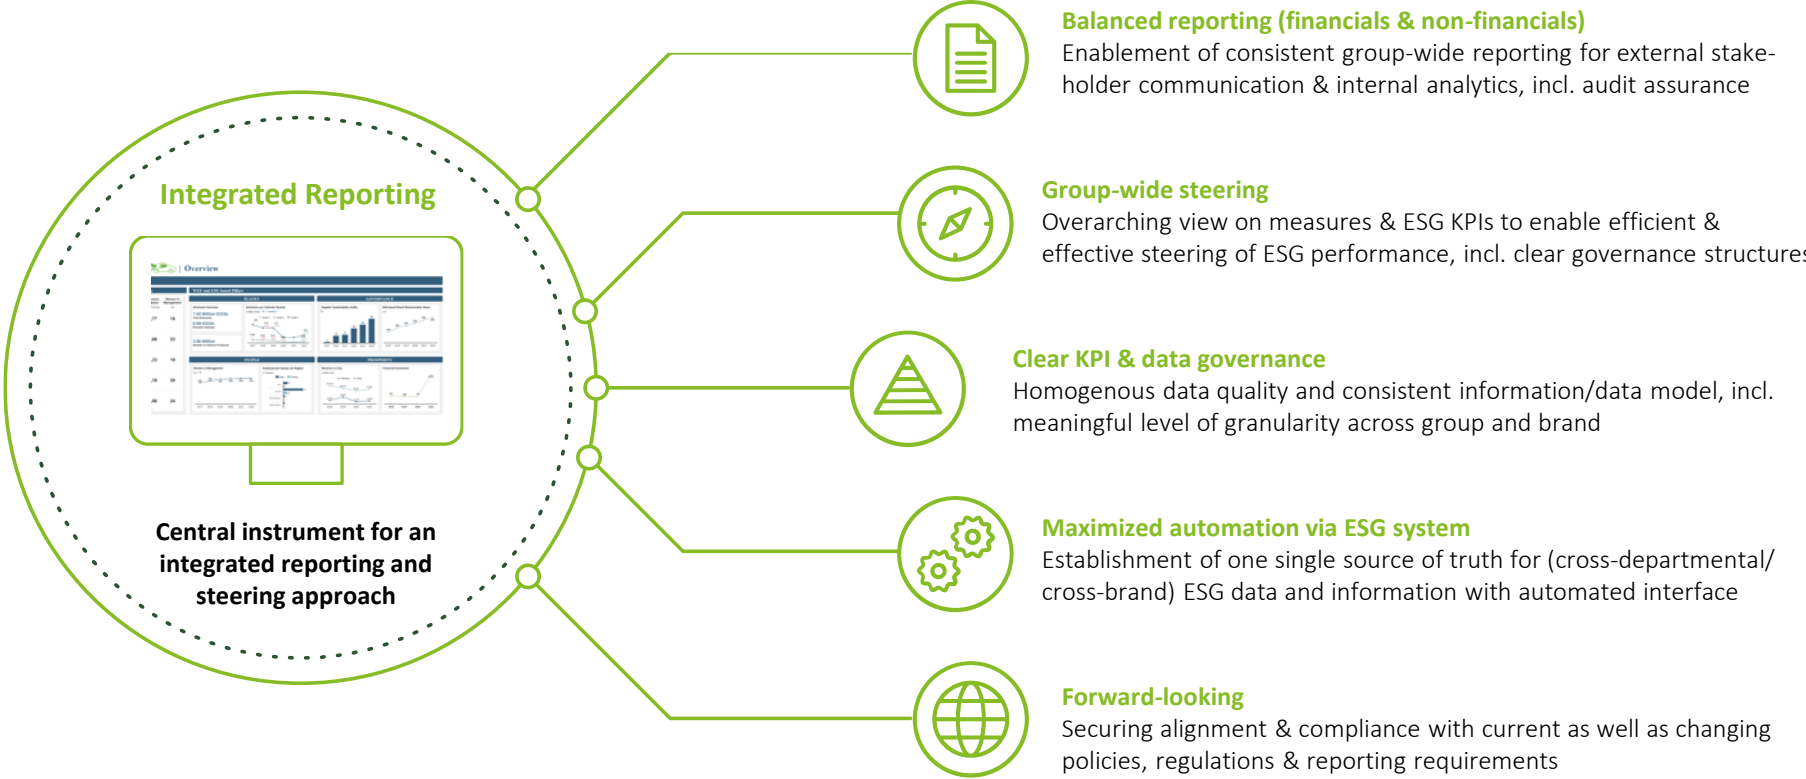 Balanced reporting (financials & non-financials)
Enablement of consistent group-wide reporting for external stake-
holder communication & internal analytics, incl. audit assurance
Integrated Reporting
Group-wide steering
Overarching view on measures & ESG KPIs to enable efficient &
effective steering of ESG performance, incl. clear governance structures
| Overview
PLANET
GOVERNANCE
PEOPLE
PROSPERITY
Clear KPI & data governance
Homogenous data quality and consistent information/data model, incl.
meaningful level of granularity across group and brand
Central instrument for an
integrated reporting and
steering approach
Maximized automation via ESG system
Establishment of one single source of truth for (cross-departmental/
cross-brand) ESG data and information with automated interface
Forward-looking
Securing alignment & compliance with current as well as changing
policies, regulations & reporting requirements